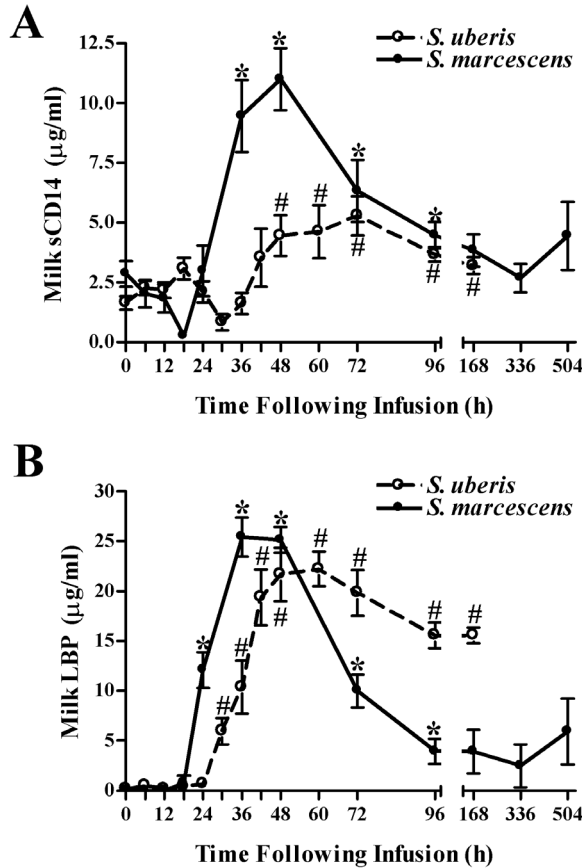 A
S. uberis
S. marcescens
12.5
10.0
7.5
5.0
2.5
0.0
Milk sCD14 (μg/ml)
* * * *
# # # # #
0 12 24 36 48 60 72 96 168 336 504
Time Following Infusion (h)
B
S. uberis
S. marcescens
30
25
20
15
10
5
0
Milk LBP (μg/ml)
* * * * *
# # # # # # # #
0 12 24 36 48 60 72 96 168 336 504
Time Following Infusion (h)